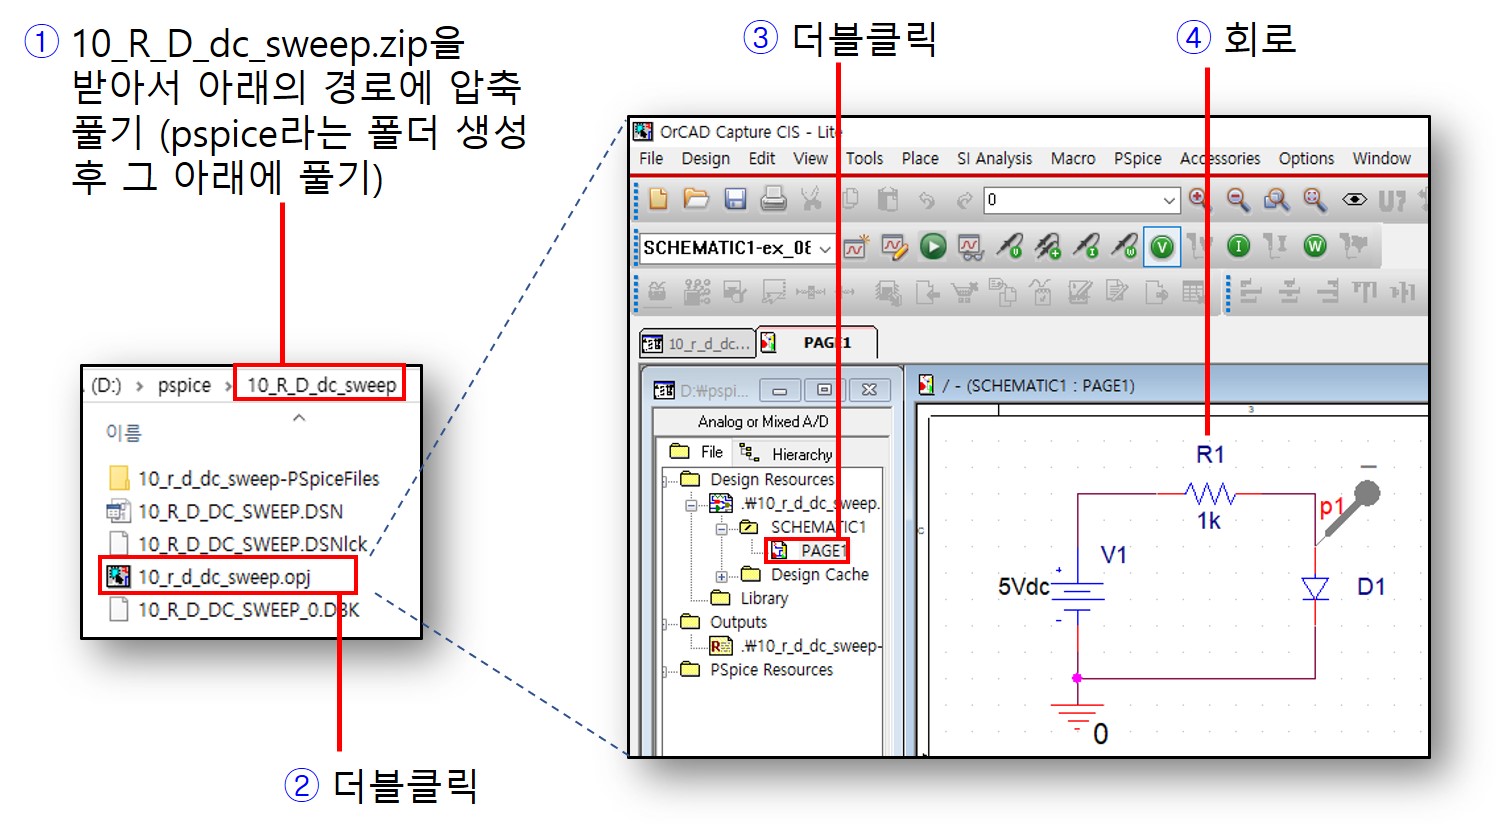 ① 10_R_D_dc_sweep.zip을
받아서 아래의 경로에 압축
풀기 (pspice라는 폴더 생성
후 그 아래에 풀기)
(D:) › pspice › 10_R_D_dc_sweep
이름
10_r_d_dc_sweep-PSpiceFiles
10_R_D_DC_SWEEP.DSN
10_R_D_DC_SWEEP.DSNlck
10_r_d_dc_sweep.opj
10_R_D_DC_SWEEP_0.DBK
② 더블클릭
③ 더블클릭
④ 회로
OrCAD Capture CIS - Lite
File Design Edit View Tools Place SI Analysis Macro PSpice Accessories Options Window
0
U?
SCHEMATIC1-ex_08
V I W
10_r_d_dc...
PAGE1
D:₩pspi...
/ - (SCHEMATIC1 : PAGE1)
Analog or Mixed A/D
File Hierarchy
Design Resources
.₩10_r_d_dc_sweep.
SCHEMATIC1
PAGE1
Design Cache
Library
Outputs
.₩10_r_d_dc_sweep-
PSpice Resources
3
C
R1
1k
p1
V1
5Vdc
+
-
D1
0